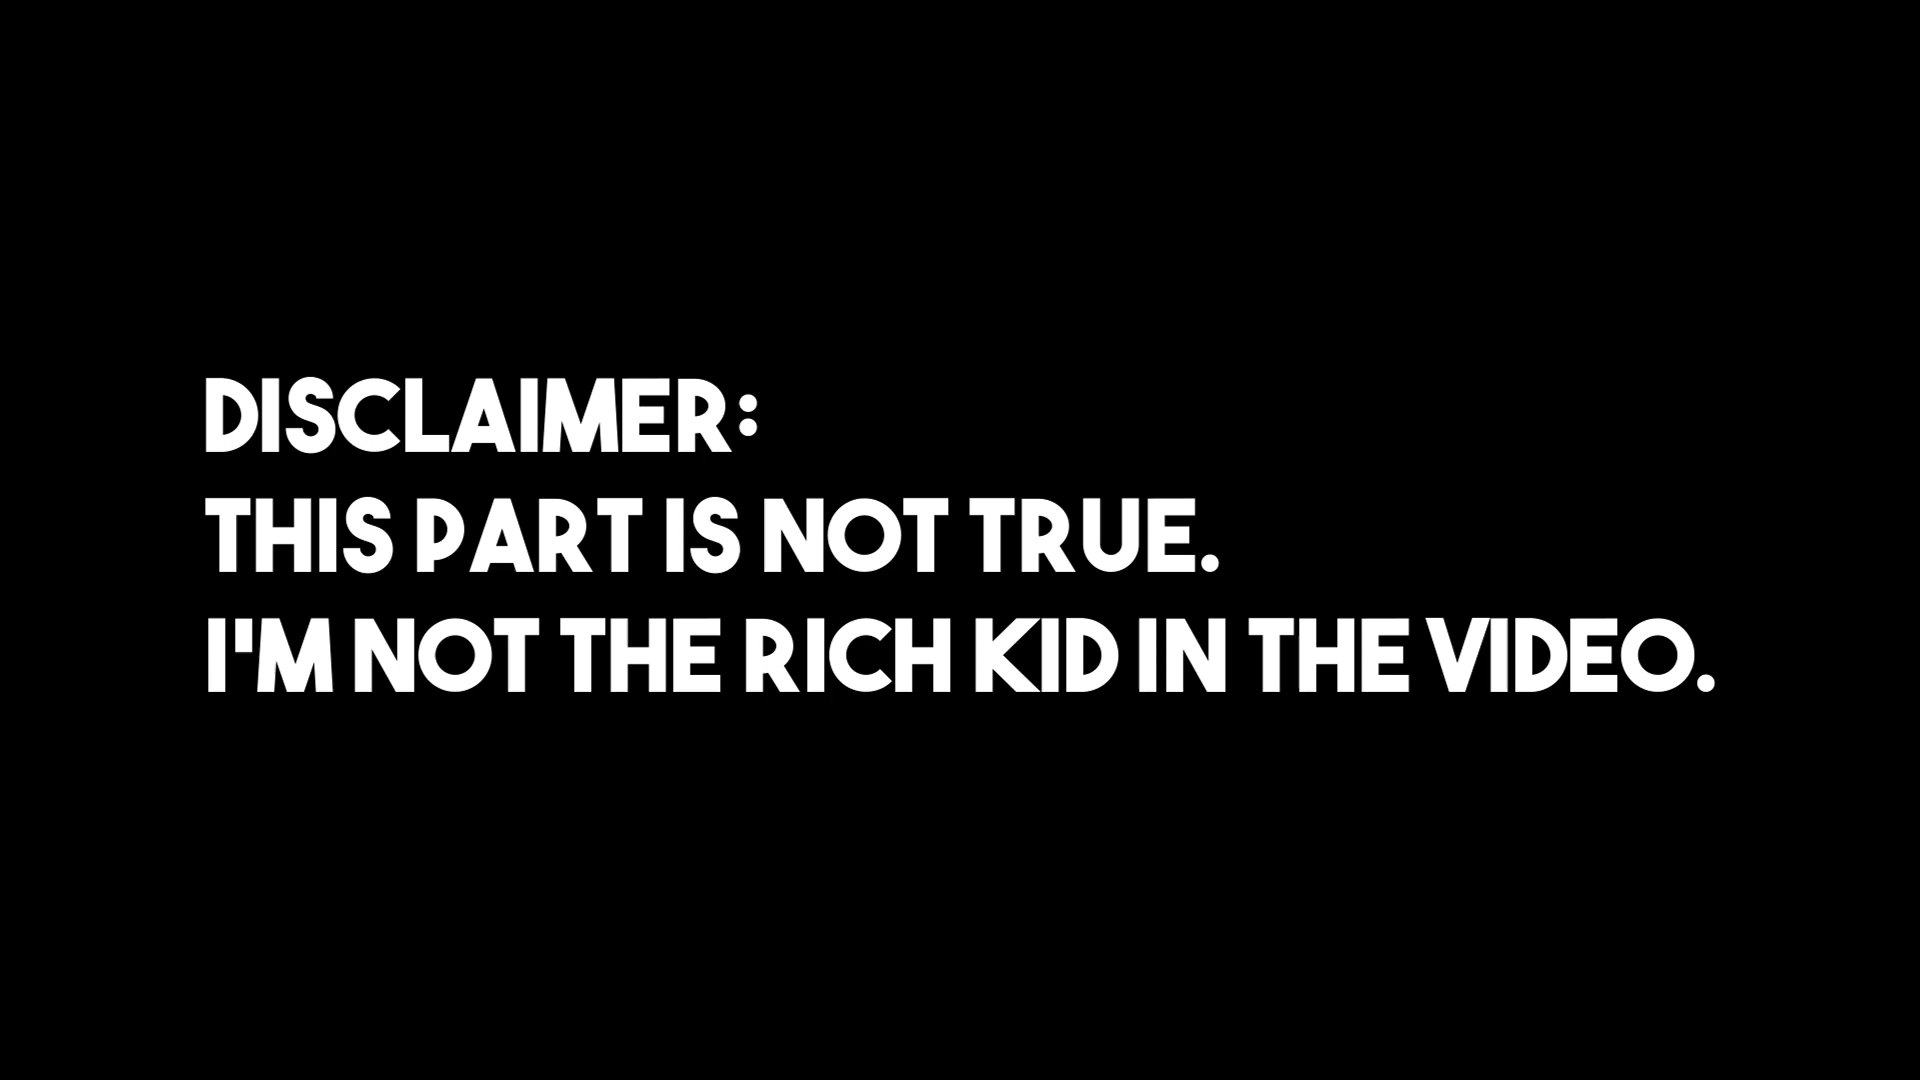 DISCLAIMER:
THIS PART IS NOT TRUE.
I'M NOT THE RICH KID IN THE VIDEO.